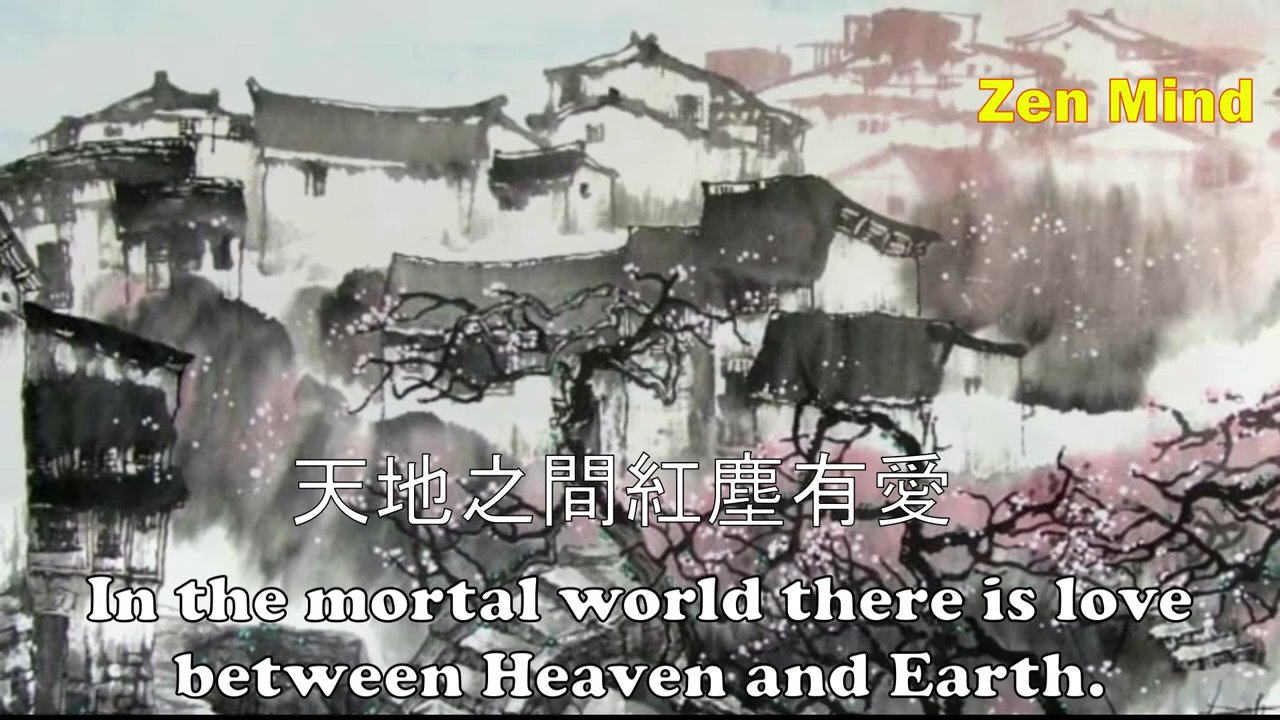 Zen Mind
天地之間紅塵有愛
In the mortal world there is love
between Heaven and Earth.